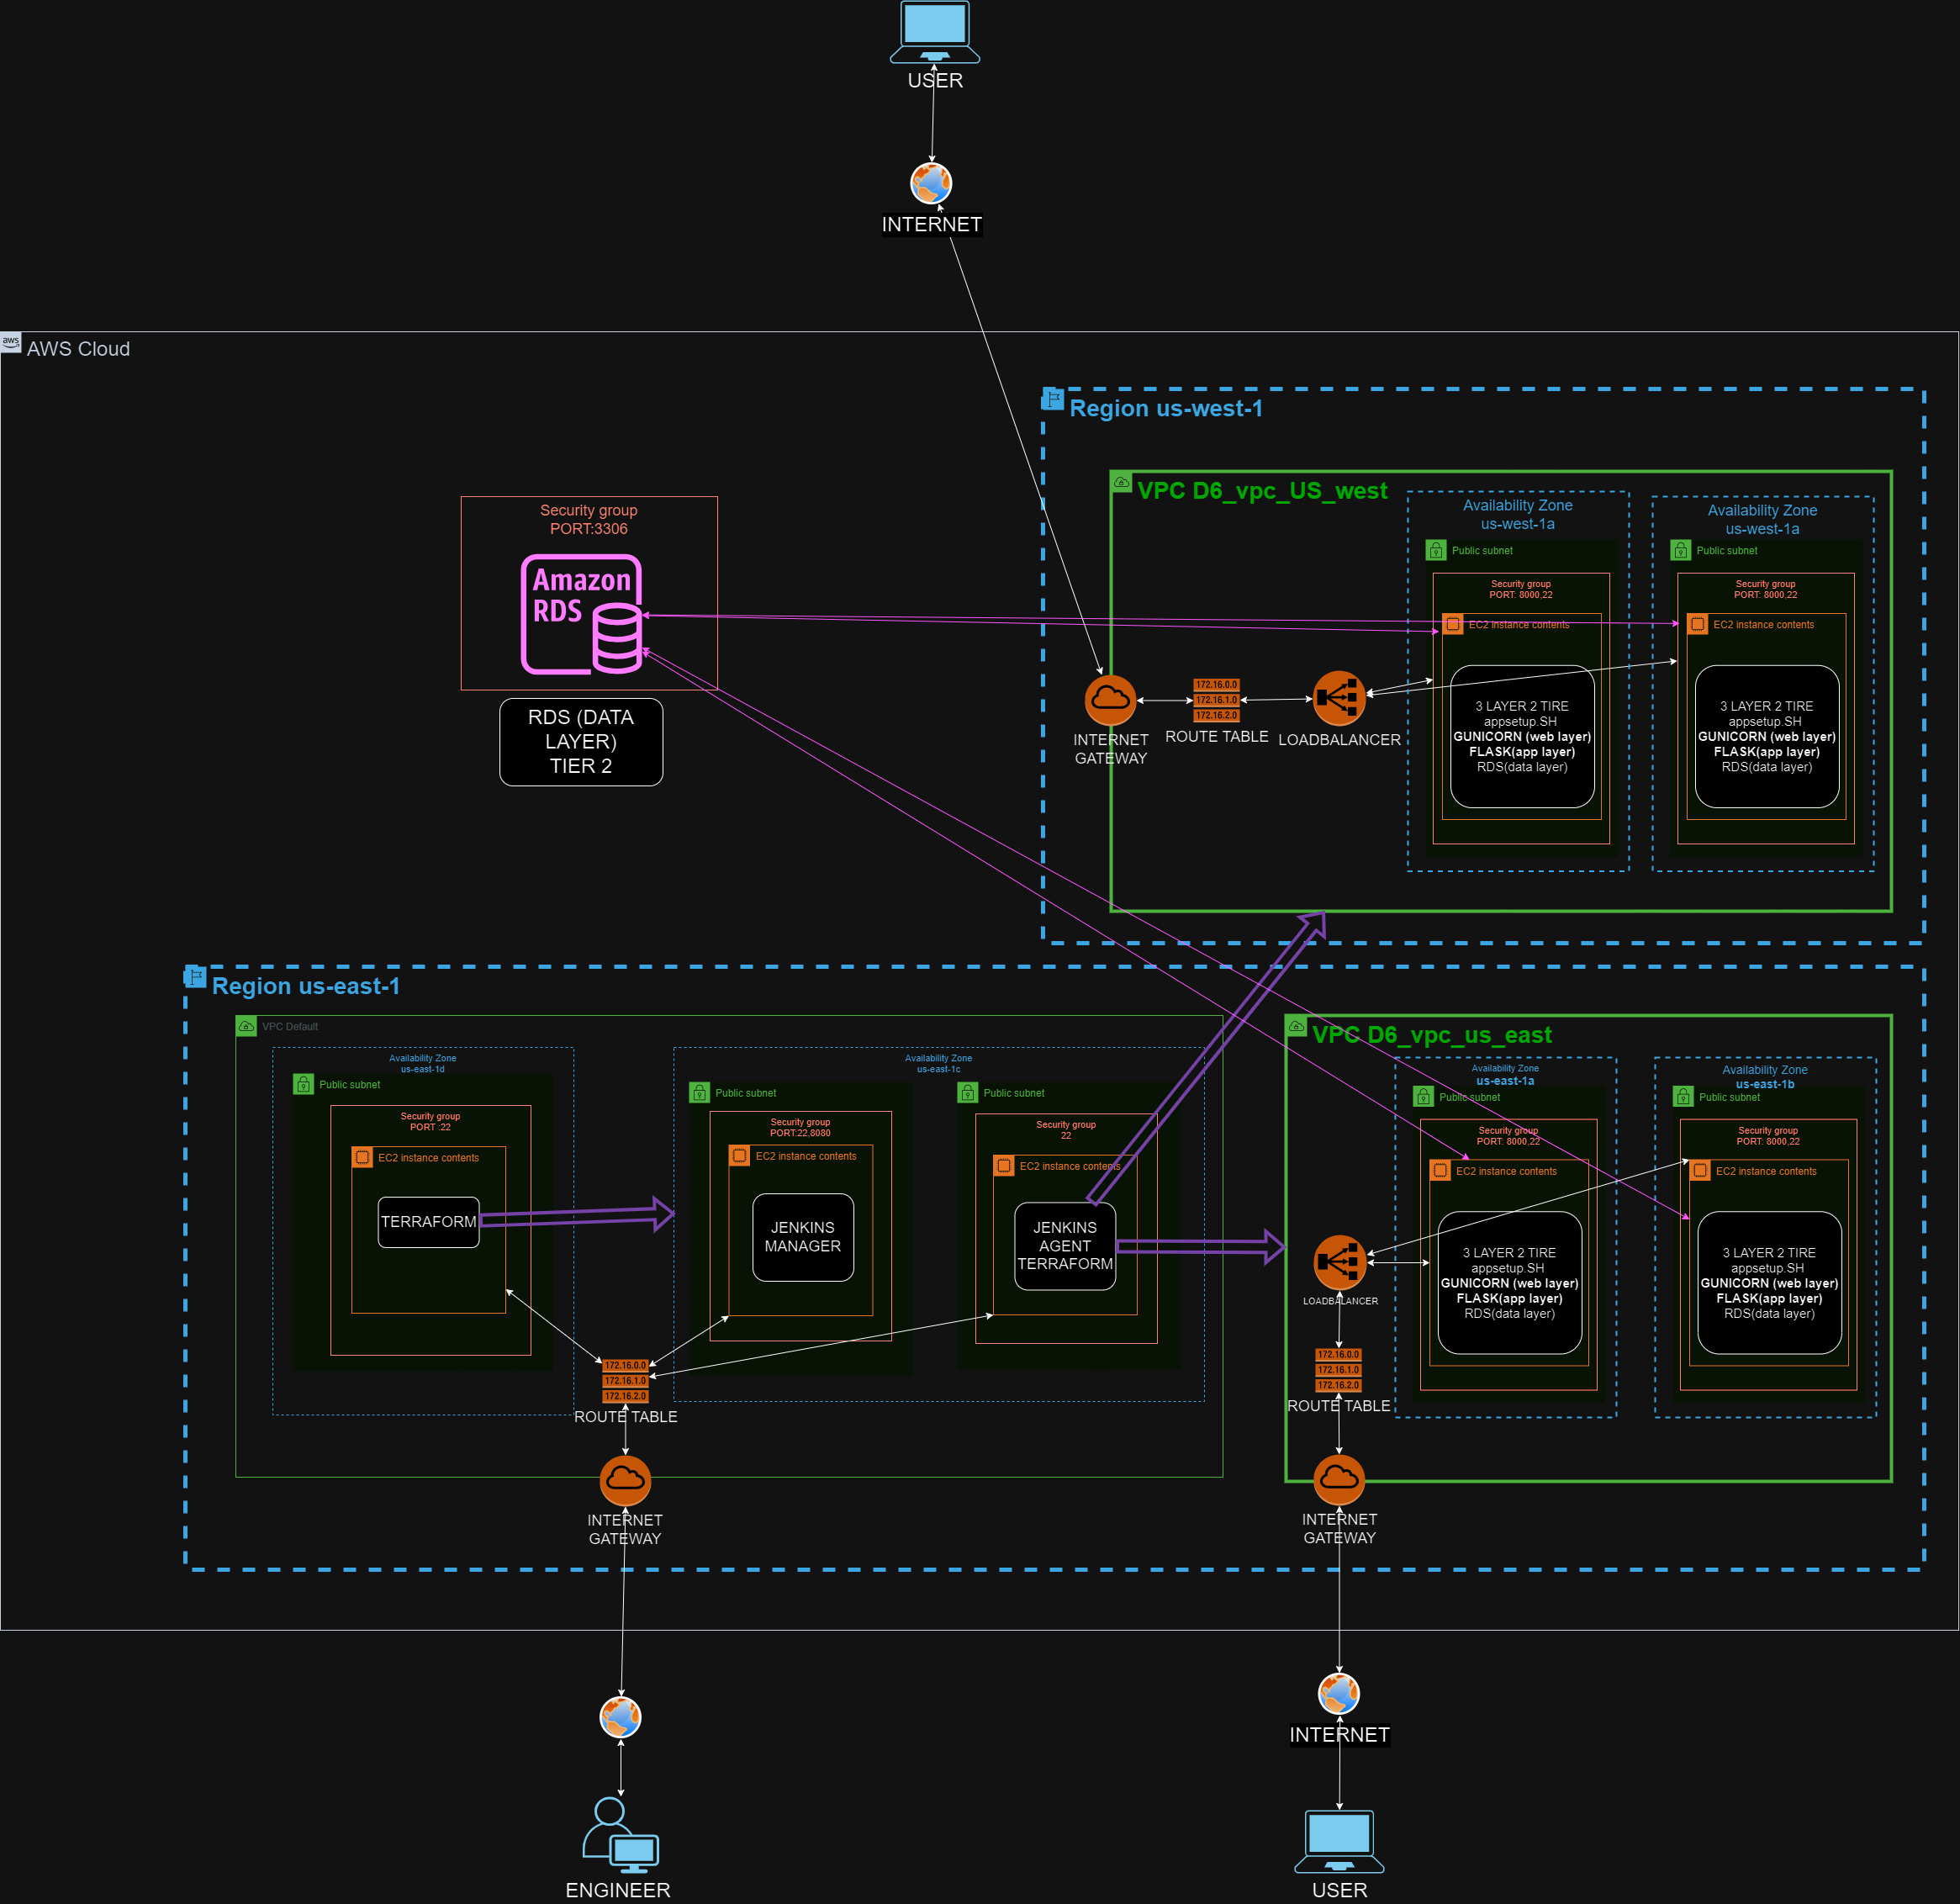 USER
INTERNET
aws
AWS Cloud
Region us-west-1
VPC D6_vpc_US_west
Availability Zone
us-west-1a
Public subnet
Security group
PORT: 8000,22
EC2 instance contents
3 LAYER 2 TIRE
appsetup.SH
GUNICORN (web layer)
FLASK(app layer)
RDS(data layer)
Availability Zone
us-west-1a
Public subnet
Security group
PORT: 8000,22
EC2 instance contents
3 LAYER 2 TIRE
appsetup.SH
GUNICORN (web layer)
FLASK(app layer)
RDS(data layer)
Security group
PORT:3306
Amazon
RDS
RDS (DATA
LAYER)
TIER 2
INTERNET
GATEWAY
172.16.0.0
172.16.1.0
172.16.2.0
ROUTE TABLE
LOADBALANCER
Region us-east-1
VPC Default
Availability Zone
us-east-1d
Public subnet
Security group
PORT :22
EC2 instance contents
TERRAFORM
Availability Zone
us-east-1c
Public subnet
Security group
PORT:22,8080
EC2 instance contents
JENKINS
MANAGER
Public subnet
Security group
22
EC2 instance contents
JENKINS
AGENT
TERRAFORM
172.16.0.0
172.16.1.0
172.16.2.0
ROUTE TABLE
INTERNET
GATEWAY
VPC D6_vpc_us_east
Availability Zone
us-east-1a
Public subnet
Security group
PORT: 8000,22
EC2 instance contents
3 LAYER 2 TIRE
appsetup.SH
GUNICORN (web layer)
FLASK(app layer)
RDS(data layer)
Availability Zone
us-east-1b
Public subnet
Security group
PORT: 8000,22
EC2 instance contents
3 LAYER 2 TIRE
appsetup.SH
GUNICORN (web layer)
FLASK(app layer)
RDS(data layer)
LOADBALANCER
172.16.0.0
172.16.1.0
172.16.2.0
ROUTE TABLE
INTERNET
GATEWAY
INTERNET
ENGINEER
USER